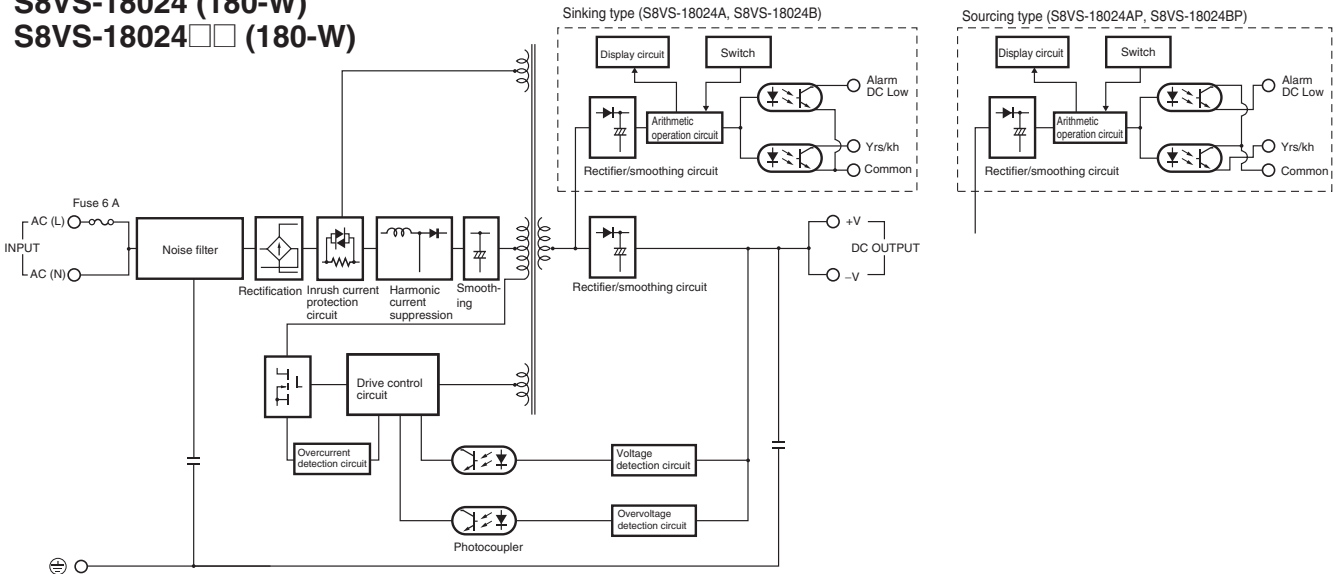 S8VS-18024 (180-W)
S8VS-18024□□ (180-W)
Sinking type (S8VS-18024A, S8VS-18024B)
Display circuit
Switch
Alarm
DC Low
Arithmetic
operation circuit
Yrs/kh
Common
Rectifier/smoothing circuit
Sourcing type (S8VS-18024AP, S8VS-18024BP)
Display circuit
Switch
Alarm
DC Low
Arithmetic
operation circuit
Yrs/kh
Common
Rectifier/smoothing circuit
Fuse 6 A
AC (L)
INPUT
AC (N)
Noise filter
Rectification
Inrush current
protection
circuit
Harmonic
current
suppression
Smooth-
ing
Rectifier/smoothing circuit
+V
DC OUTPUT
–V
Drive control
circuit
Overcurrent
detection circuit
Voltage
detection circuit
Overvoltage
detection circuit
Photocoupler